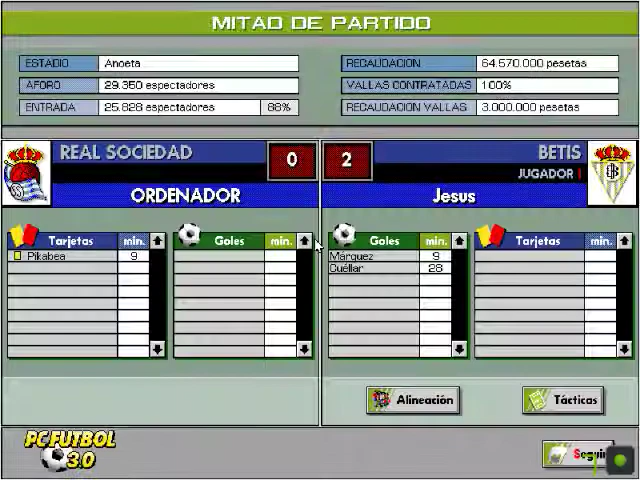 MITAD DE PARTIDO
ESTADIO Anoeta
AFORO 29.350 espectadores
ENTRADA 25.828 espectadores 88%
RECAUDACION 64.570.000 pesetas
VALLAS CONTRATADAS 100%
RECAUDACION VALLAS 3.000.000 pesetas
REAL SOCIEDAD 0
2 BETIS
JUGADOR I
ORDENADOR
Jesus
Tarjetas min.
Pikabea 9
Goles min.
Goles min.
Márquez 9
Cuéllar 28
Tarjetas min.
Alineación
Tácticas
PC FUTBOL
3.0
Seguir